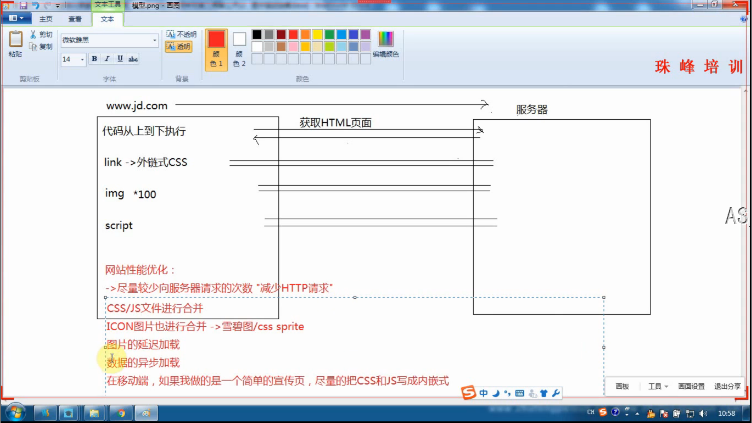 文本工具
模型.png - 画图
主页 查看 文本
粘贴
剪切
复制
剪贴板
微软雅黑
14
B I U abc
字体
不透明
透明
背景
颜色 1
颜色 2
颜色
编辑颜色
珠峰培训
www.jd.com
服务器
代码从上到下执行
获取HTML页面
link ->外链式CSS
img *100
script
AS
网站性能优化：
->尽量较少向服务器请求的次数 "减少HTTP请求"
CSS/JS文件进行合并
ICON图片也进行合并 ->雪碧图/css sprite
图片的延迟加载
数据的异步加载
在移动端，如果我做的是一个简单的宣传页，尽量的把CSS和JS写成内嵌式
中
画板 工具 画面设置 退出分享
CH
10:58